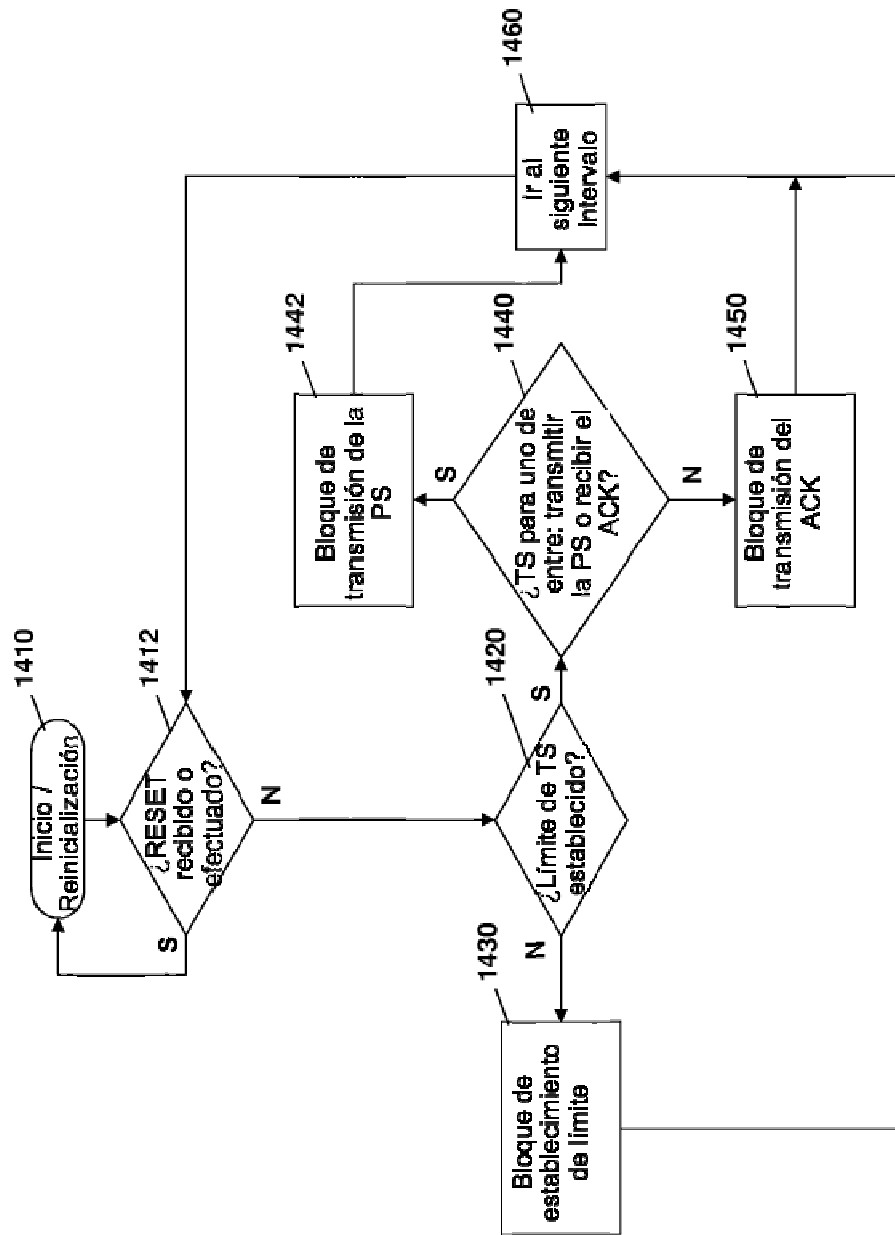 1410
Inicio /
Reinicialización
1412
¿RESET
recibido o
efectuado?
S
N
1420
¿Límite de TS
establecido?
N
S
1430
Bloque de
establecimiento
de límite
1440
¿TS para uno de
entre: transmitir
la PS o recibir el
ACK?
S
N
1442
Bloque de
transmisión de la
PS
1450
Bloque de
transmisión del
ACK
1460
Ir al
siguiente
Intervalo